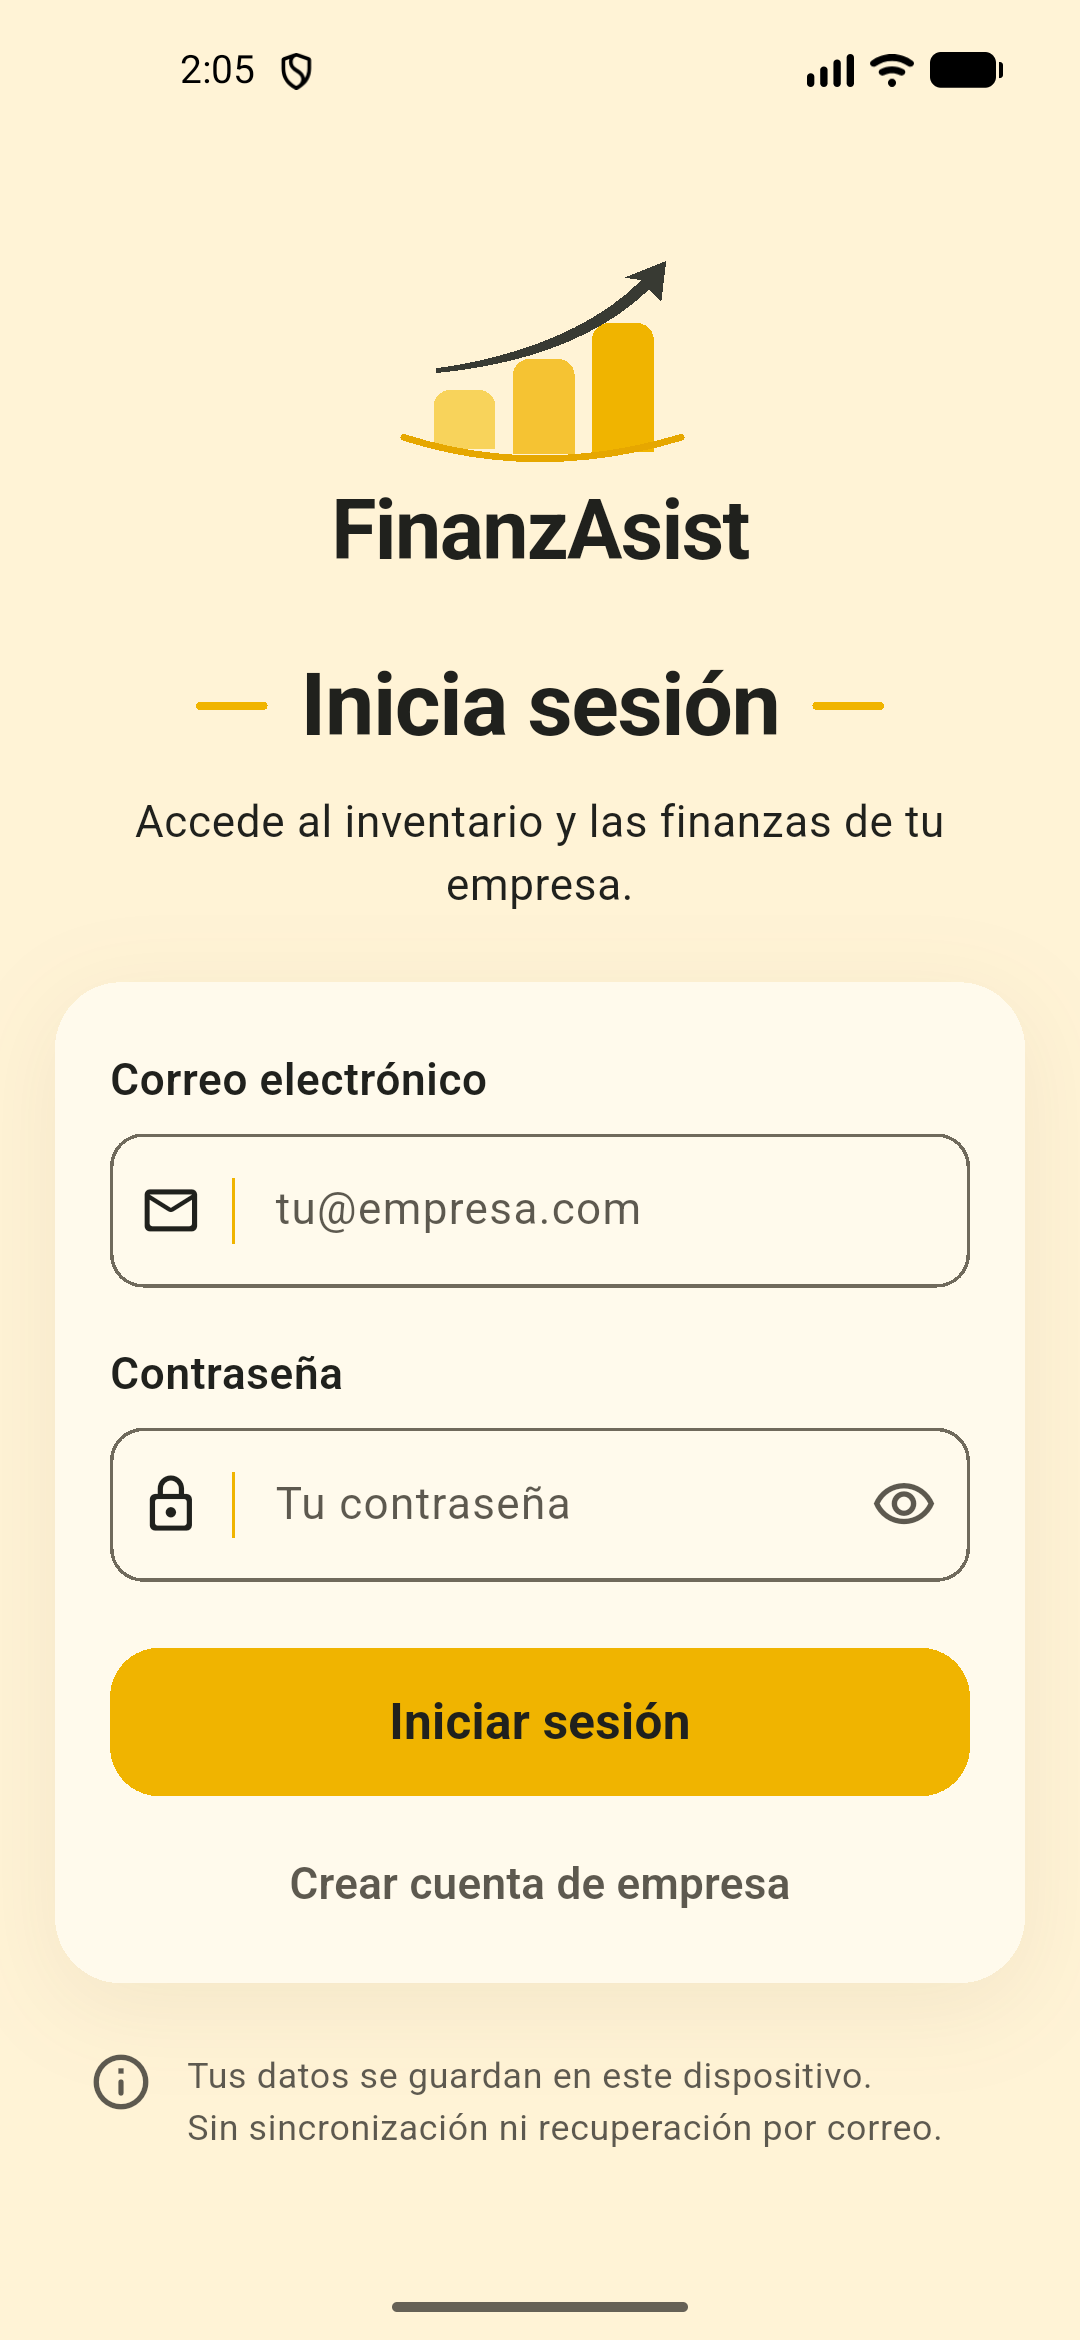 2:05
FinanzAsist
Inicia sesión
Accede al inventario y las finanzas de tu
empresa.
Correo electrónico
tu@empresa.com
Contraseña
Tu contraseña
Iniciar sesión
Crear cuenta de empresa
Tus datos se guardan en este dispositivo.
Sin sincronización ni recuperación por correo.